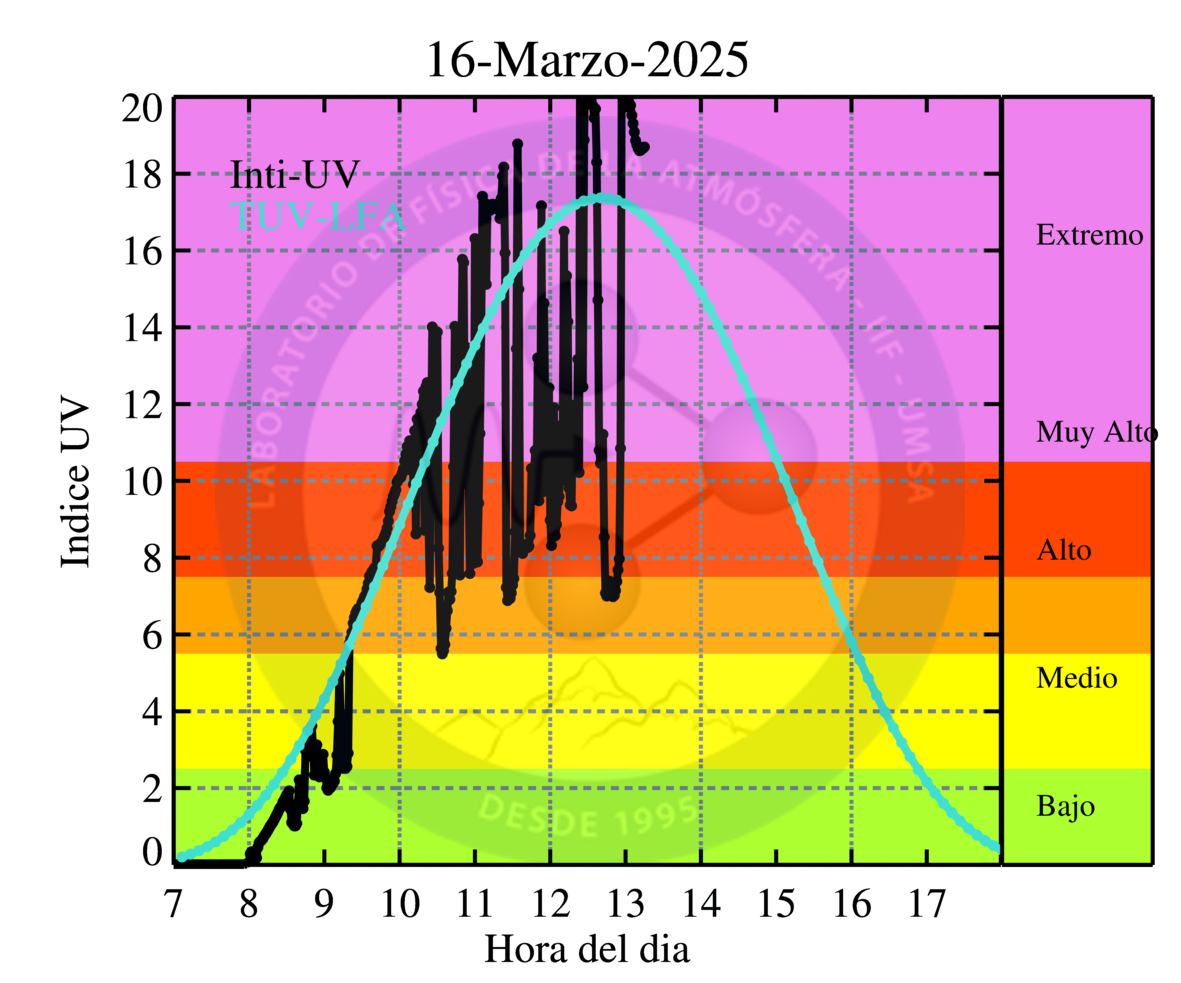 16-Marzo-2025
Inti-UV
TUV-LFA
LABORATORIO DE FÍSICA DE LA ATMÓSFERA - IIF - UMSA
DESDE 1995
Indice UV
20
18
16
14
12
10
8
6
4
2
0
Extremo
Muy Alto
Alto
Medio
Bajo
7 8 9 10 11 12 13 14 15 16 17
Hora del dia